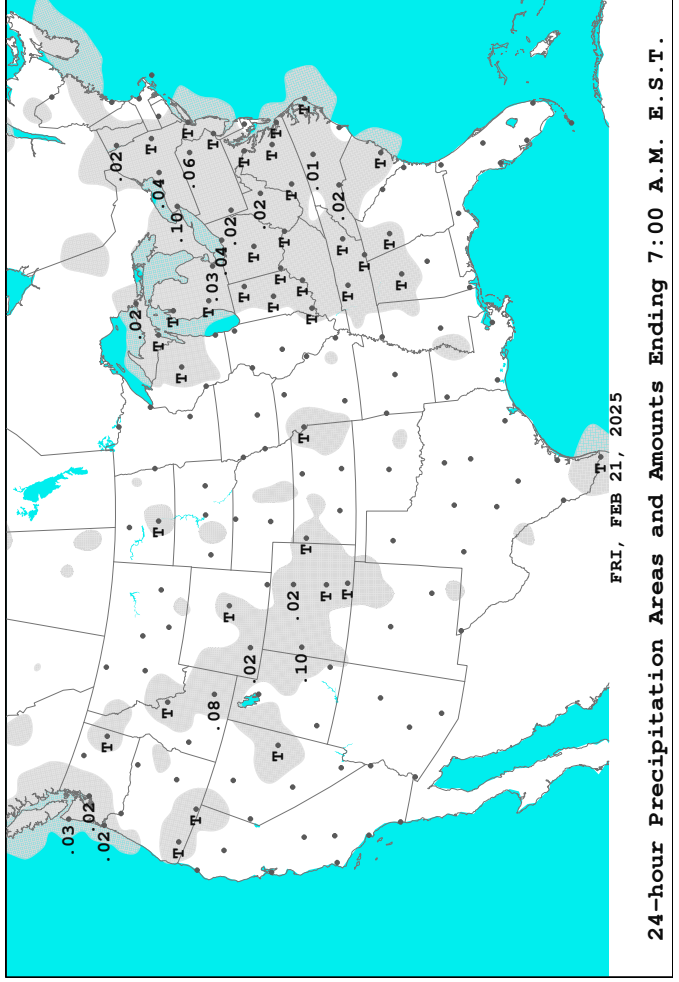 .03
.02
.02
T
.02
.02
T
T
T
.04
T
T
.10
T
T
T
.06
T
T
.03
.08
T
.04
T
.02
T
T
.02
T
.02
T
T
T
T
T
T
T
.02
.10
T
T
T
T
T
.01
T
.02
T
T
T
T
T
T
T
T
FRI, FEB 21, 2025
24-hour Precipitation Areas and Amounts Ending 7:00 A.M. E.S.T.